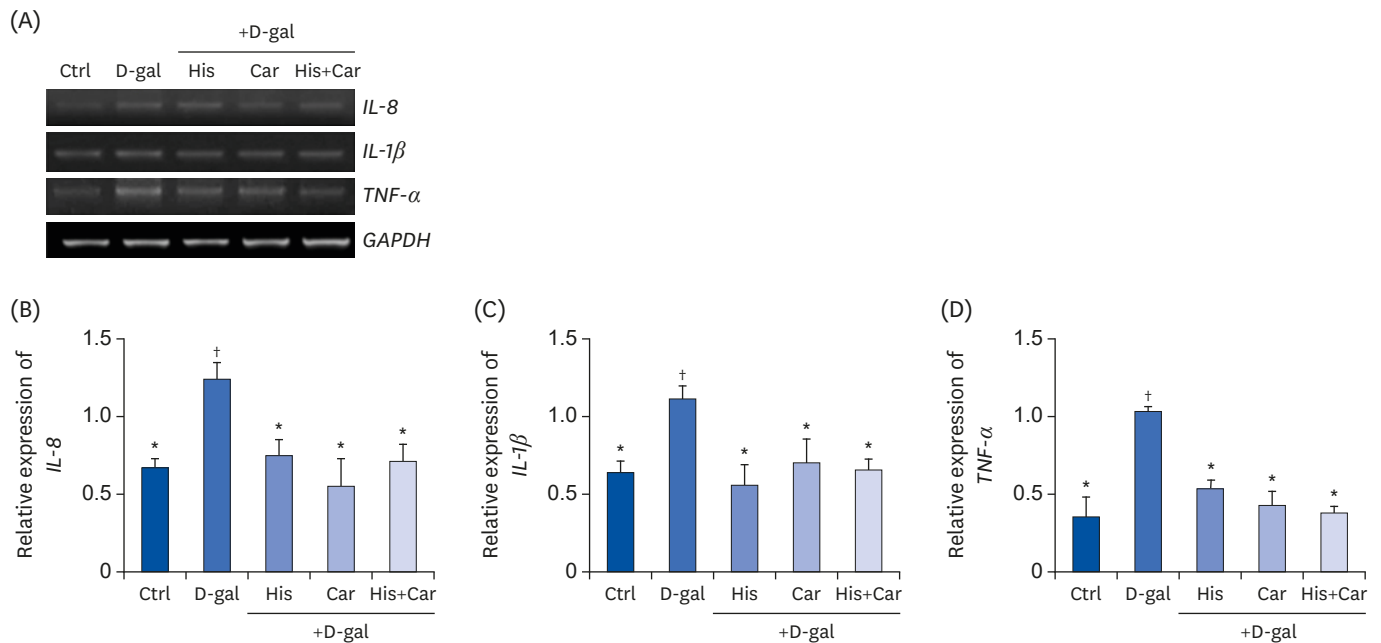 (A)
+D-gal
Ctrl D-gal His Car His+Car
IL-8
IL-1β
TNF-α
GAPDH
(B)
Relative expression of
IL-8
1.5
1.0
0.5
0
* † * * *
Ctrl D-gal His Car His+Car
+D-gal
(C)
Relative expression of
IL-1β
1.5
1.0
0.5
0
* † * * *
Ctrl D-gal His Car His+Car
+D-gal
(D)
Relative expression of
TNF-α
1.5
1.0
0.5
0
* † * * *
Ctrl D-gal His Car His+Car
+D-gal